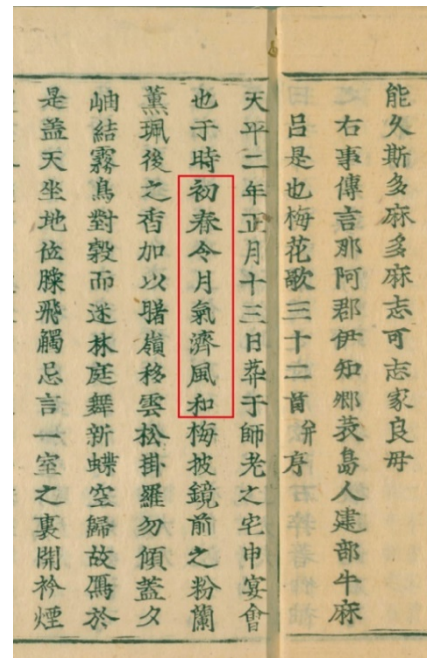 能久斯多麻多麻志可志家良毋
右事傳言那阿郡伊知郷蓑島人建部牛麻
呂是也梅花歌三十二首并序
天平二年正月十三日萃于師老之宅申宴會
也于時初春令月氣濟風和梅披鏡前之粉蘭
薫珮後之香加以曙嶺移雲松掛羅勿傾蓋夕
岫結霧鳥對縠而迷林庭舞新蝶空歸故鴈於
是蓋天坐地位膝飛觴忌言一室之裏開衿煙